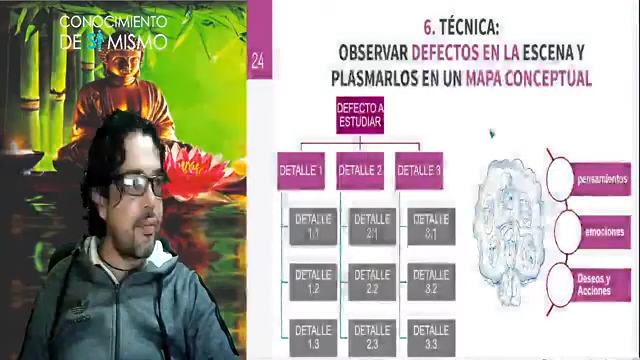 CONOCIMIENTO
DE SÍ MISMO
24
6. TÉCNICA:
OBSERVAR DEFECTOS EN LA ESCENA Y
PLASMARLOS EN UN MAPA CONCEPTUAL
DEFECTO A
ESTUDIAR
DETALLE 1
DETALLE 2
DETALLE 3
DETALLE
1.1
DETALLE
2.1
DETALLE
3.1
DETALLE
1.2
DETALLE
2.2
DETALLE
3.2
DETALLE
1.3
DETALLE
2.3
DETALLE
3.3
pensamientos
emociones
Deseos y
Acciones